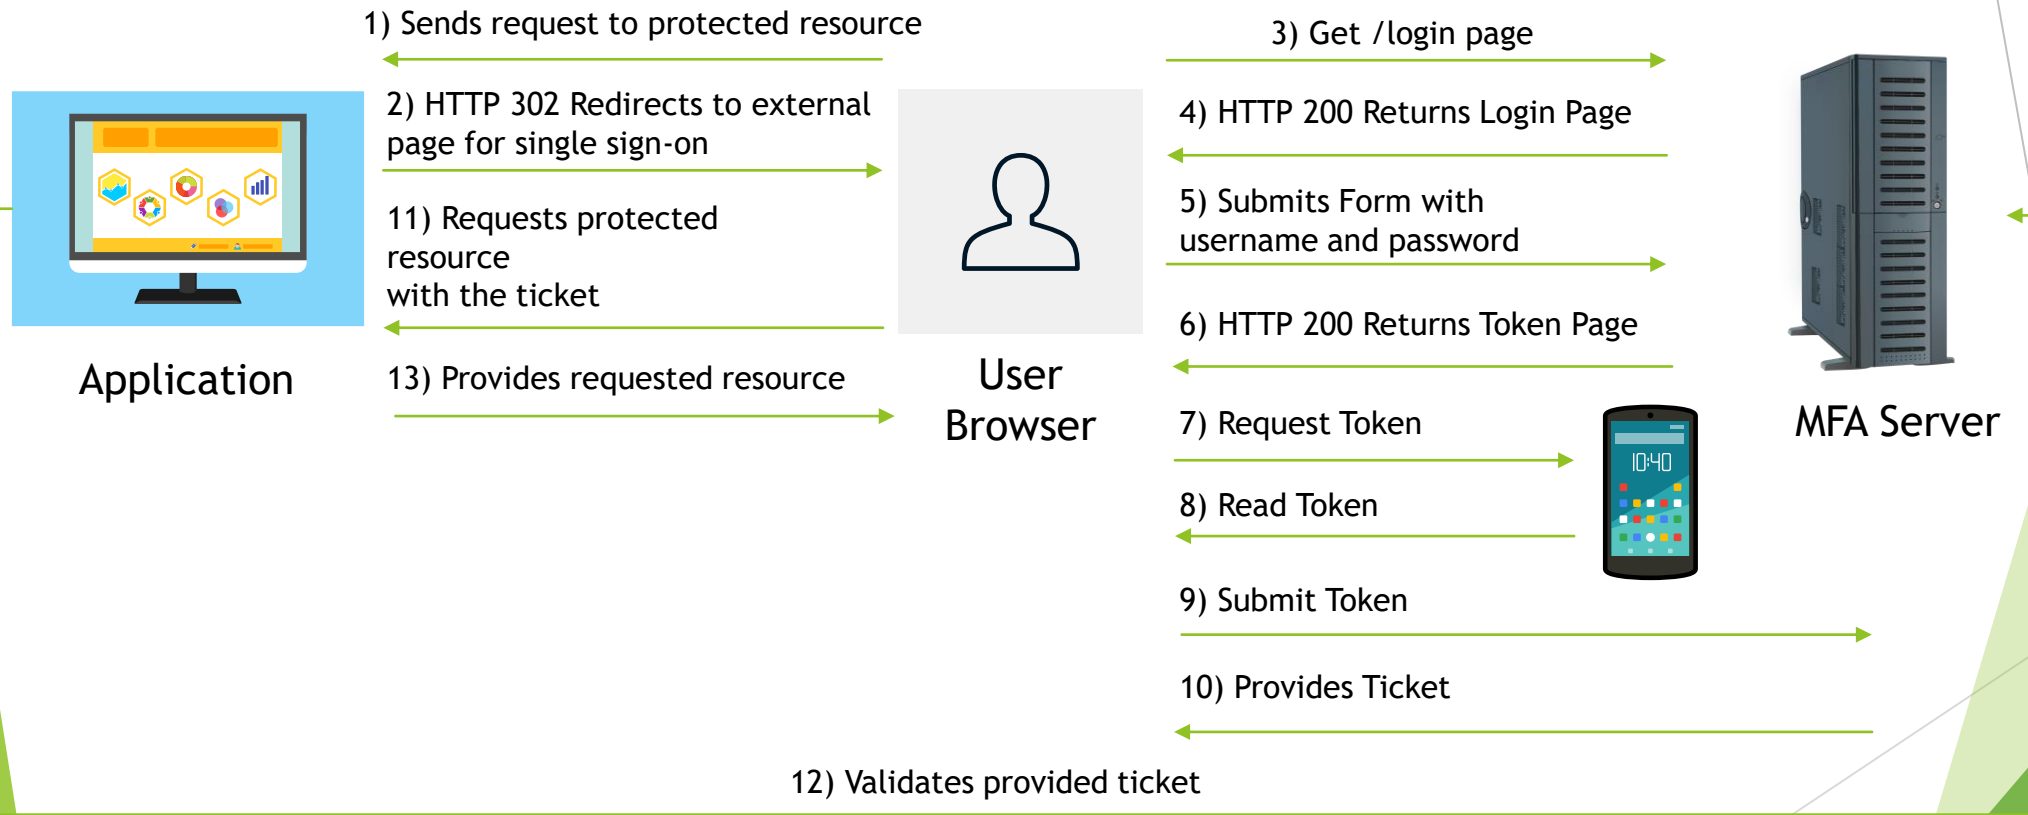 1) Sends request to protected resource
2) HTTP 302 Redirects to external
page for single sign-on
11) Requests protected
resource
with the ticket
13) Provides requested resource
Application
User
Browser
3) Get /login page
4) HTTP 200 Returns Login Page
5) Submits Form with
username and password
6) HTTP 200 Returns Token Page
7) Request Token
8) Read Token
9) Submit Token
10) Provides Ticket
10:40
MFA Server
12) Validates provided ticket